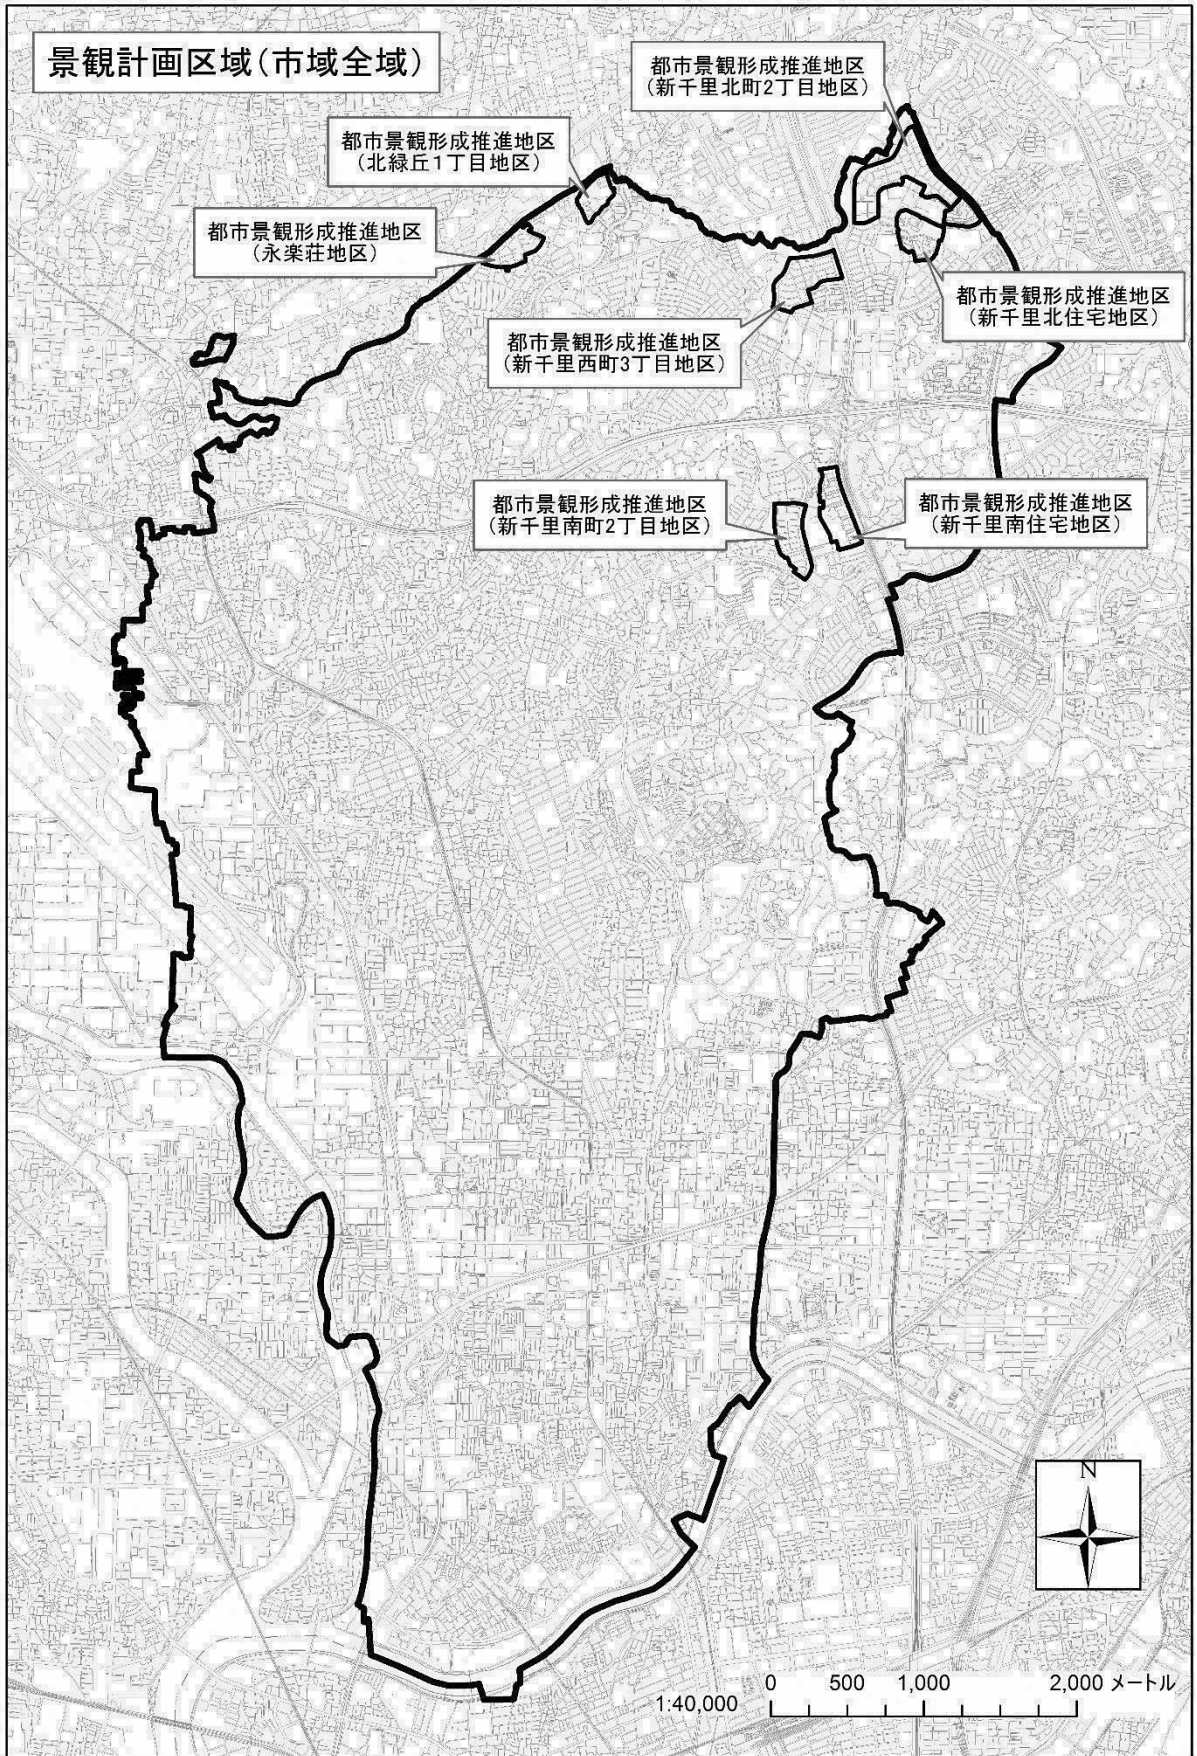 景観計画区域(市域全域)
都市景観形成推進地区
(新千里北町2丁目地区)
都市景観形成推進地区
(北緑丘1丁目地区)
都市景観形成推進地区
(永楽荘地区)
都市景観形成推進地区
(新千里北住宅地区)
都市景観形成推進地区
(新千里西町3丁目地区)
都市景観形成推進地区
(新千里南町2丁目地区)
都市景観形成推進地区
(新千里南住宅地区)
N
0 500 1,000 2,000 メートル
1:40,000